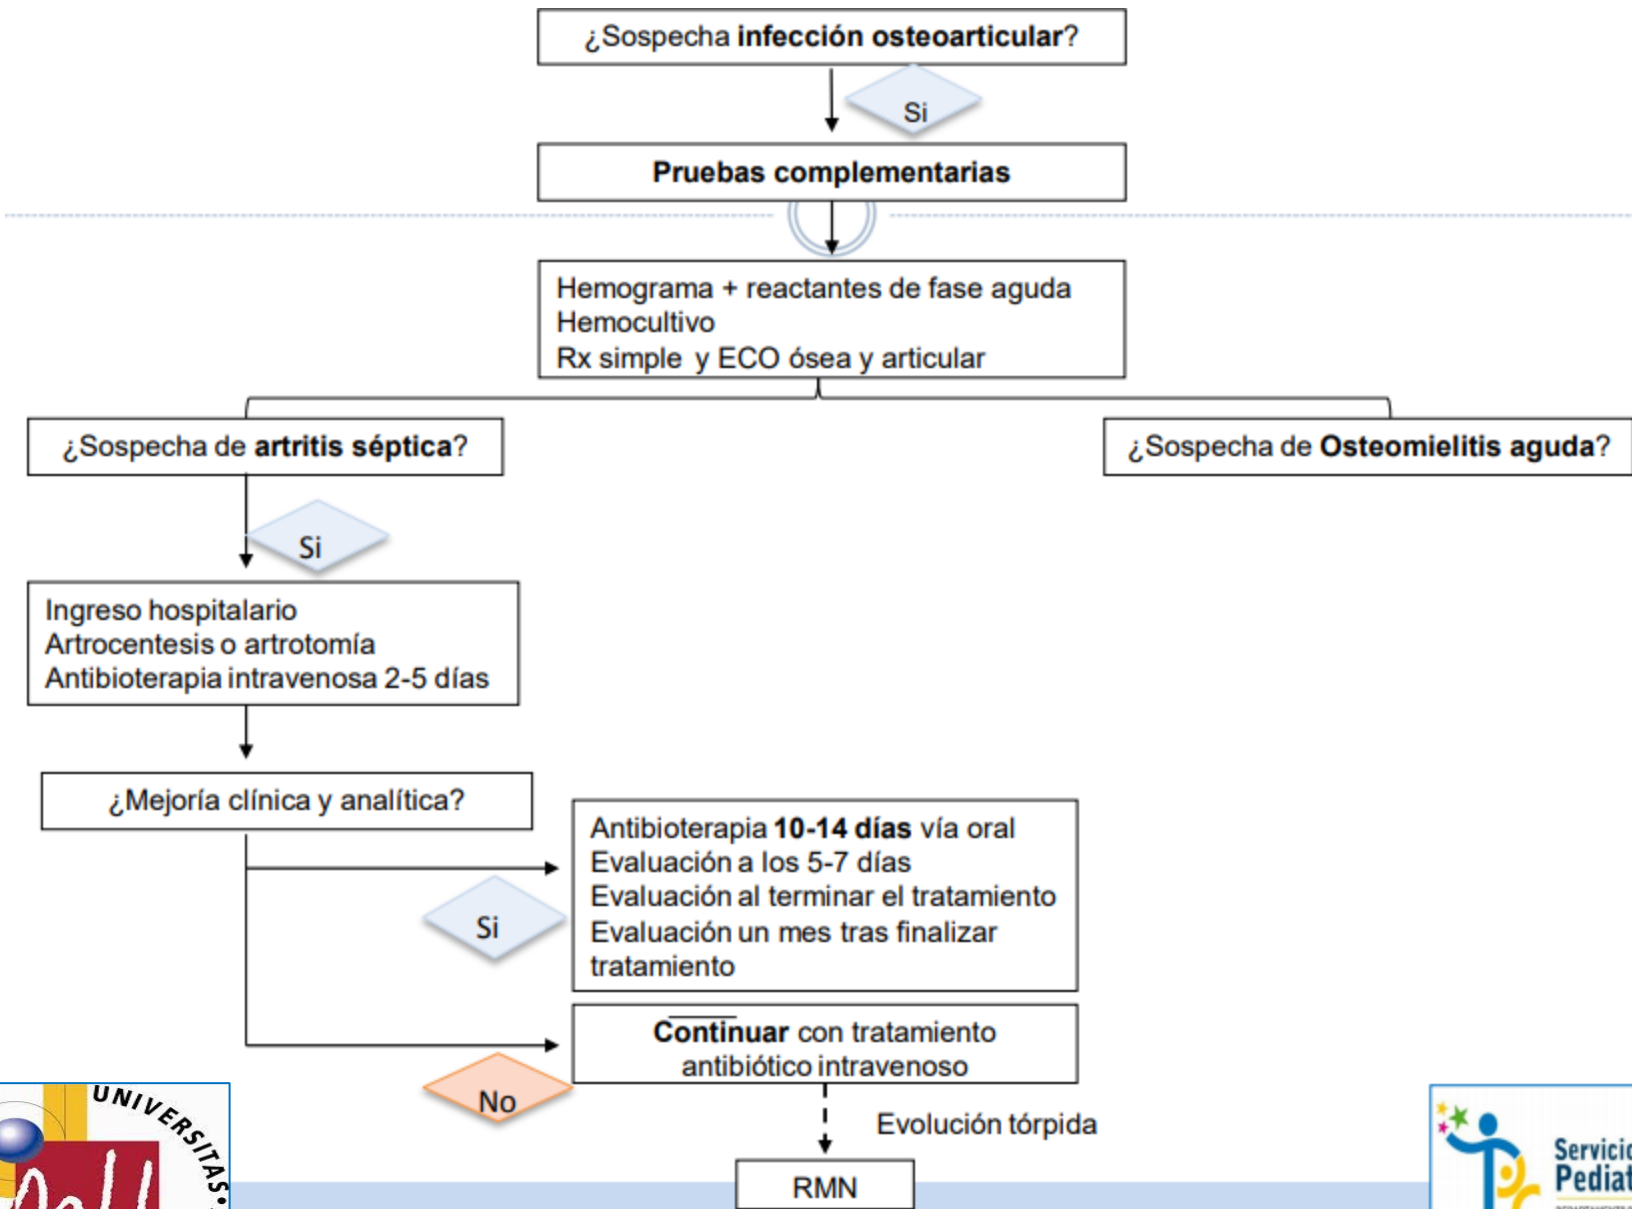 ¿Sospecha infección osteoarticular?
Si
Pruebas complementarias
Hemograma + reactantes de fase aguda
Hemocultivo
Rx simple y ECO ósea y articular
¿Sospecha de artritis séptica?
¿Sospecha de Osteomielitis aguda?
Si
Ingreso hospitalario
Artrocentesis o artrotomía
Antibioterapia intravenosa 2-5 días
¿Mejoría clínica y analítica?
Antibioterapia 10-14 días vía oral
Evaluación a los 5-7 días
Evaluación al terminar el tratamiento
Evaluación un mes tras finalizar
tratamiento
Si
Continuar con tratamiento
antibiótico intravenoso
No
Evolución tórpida
RMN
UNIVERSITAS
Servicio
Pediat